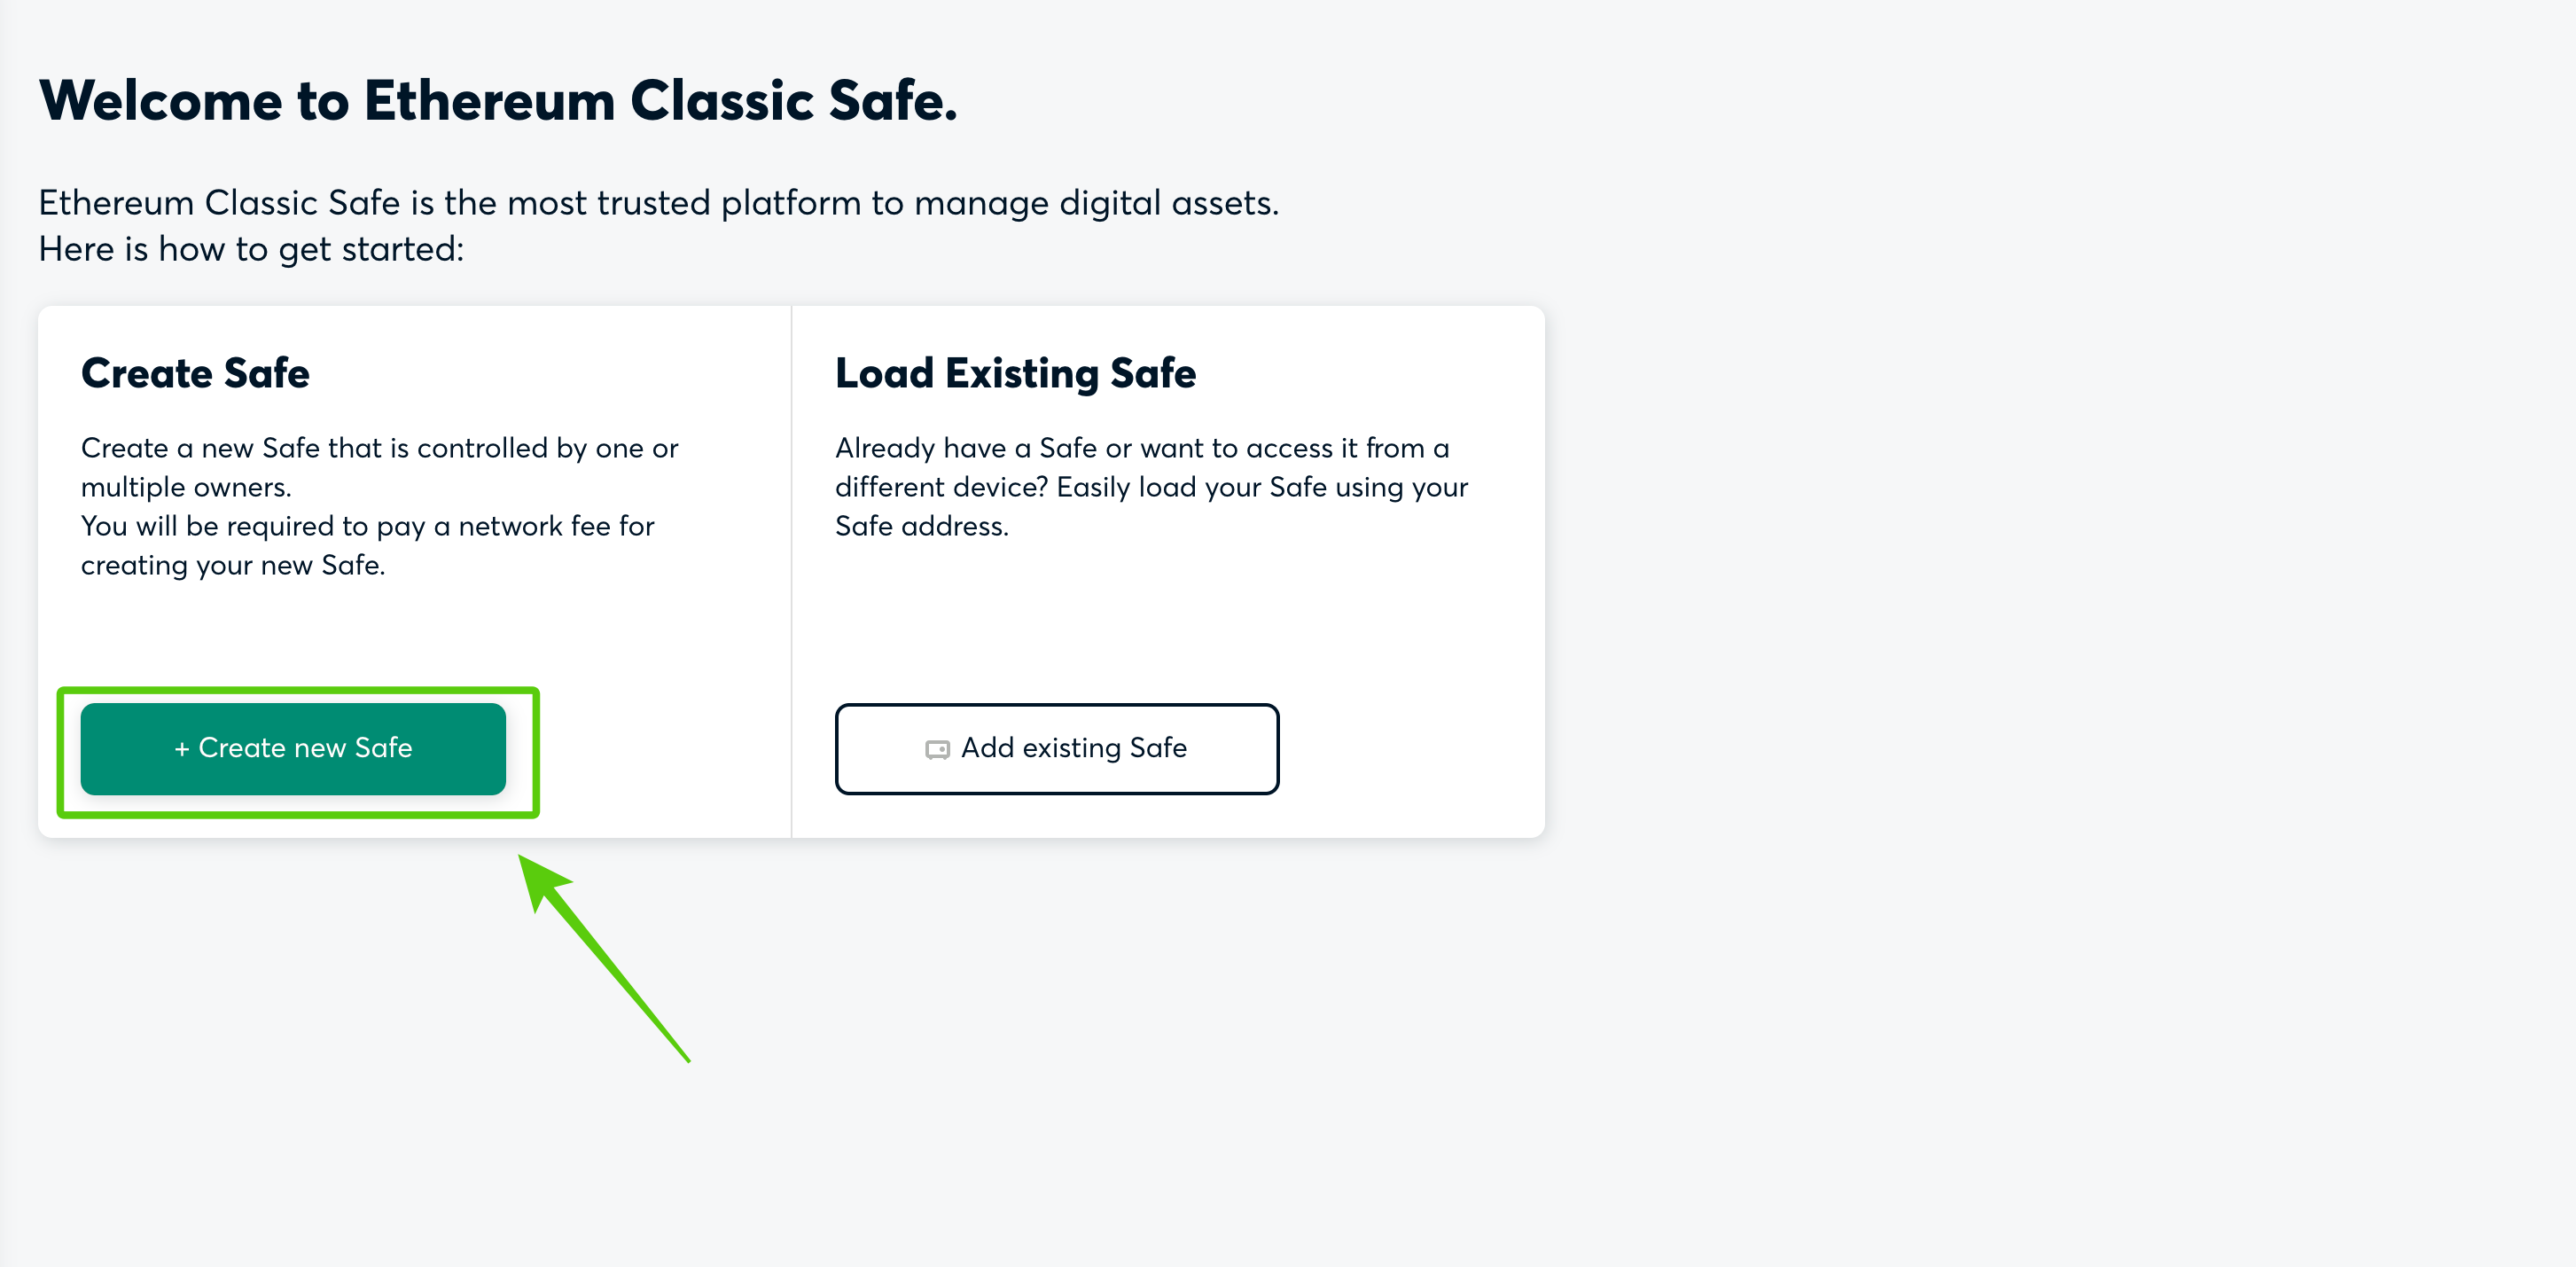 Welcome to Ethereum Classic Safe.
Ethereum Classic Safe is the most trusted platform to manage digital assets.
Here is how to get started:
Create Safe
Create a new Safe that is controlled by one or
multiple owners.
You will be required to pay a network fee for
creating your new Safe.
+ Create new Safe
Load Existing Safe
Already have a Safe or want to access it from a
different device? Easily load your Safe using your
Safe address.
Add existing Safe